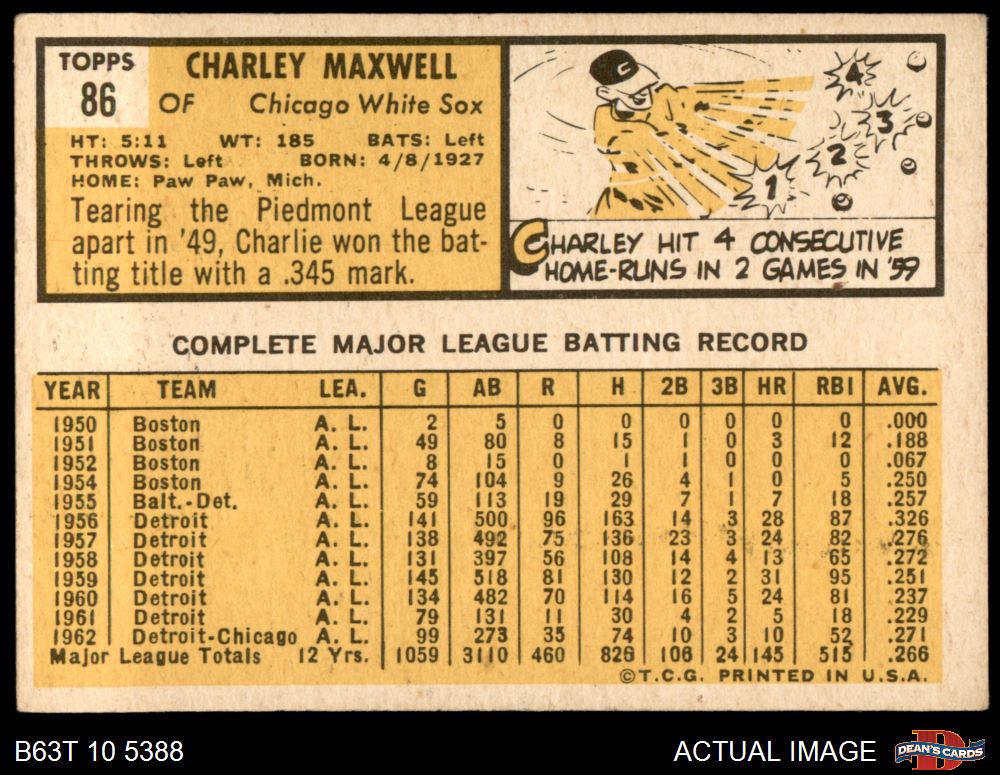 TOPPS
86
CHARLEY MAXWELL
OF Chicago White Sox
HT: 5:11 WT: 185 BATS: Left
THROWS: Left BORN: 4/8/1927
HOME: Paw Paw, Mich.
Tearing the Piedmont League
apart in '49, Charlie won the bat-
ting title with a .345 mark.
C
4
3
2
1
CHARLEY HIT 4 CONSECUTIVE
HOME-RUNS IN 2 GAMES IN '59
COMPLETE MAJOR LEAGUE BATTING RECORD
YEAR TEAM LEA. G AB R H 2B 3B HR RBI AVG.
1950 Boston A. L. 2 5 0 0 0 0 0 0 .000
1951 Boston A. L. 49 80 8 15 1 0 3 12 .188
1952 Boston A. L. 8 15 0 1 1 0 0 0 .067
1954 Boston A. L. 74 104 9 26 4 1 0 5 .250
1955 Balt.-Det. A. L. 59 113 19 29 7 1 7 18 .257
1956 Detroit A. L. 141 500 96 163 14 3 28 87 .326
1957 Detroit A. L. 138 492 75 136 23 3 24 82 .276
1958 Detroit A. L. 131 397 56 108 14 4 13 65 .272
1959 Detroit A. L. 145 518 81 130 12 2 31 95 .251
1960 Detroit A. L. 134 482 70 114 16 5 24 81 .237
1961 Detroit A. L. 79 131 11 30 4 2 5 18 .229
1962 Detroit-Chicago A. L. 99 273 35 74 10 3 10 52 .271
Major League Totals 12 Yrs. 1059 3110 460 826 106 24 145 515 .266
©T.C.G. PRINTED IN U.S.A.
B63T 10 5388
ACTUAL IMAGE
D
DEAN'S CARDS